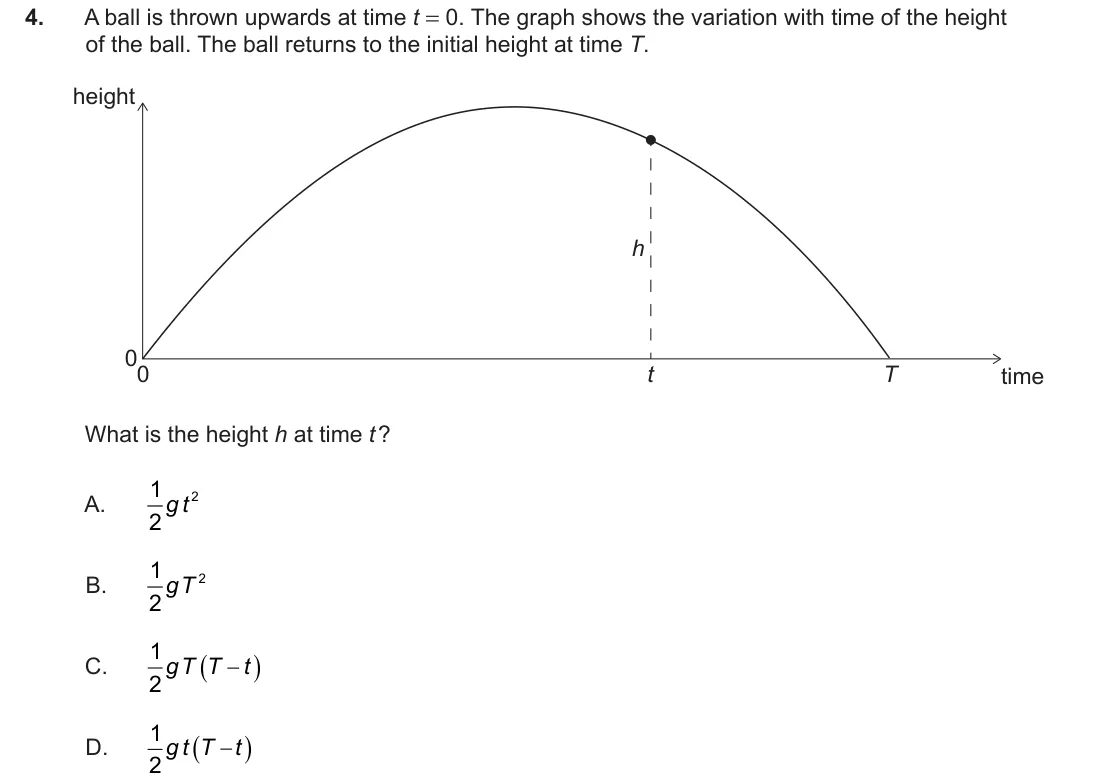 4. A ball is thrown upwards at time t = 0. The graph shows the variation with time of the height
of the ball. The ball returns to the initial height at time T.
height
h
0
0
t
T
time
What is the height h at time t?
A. 1/2 gt²
B. 1/2 gT²
C. 1/2 gT(T − t)
D. 1/2 gt(T − t)